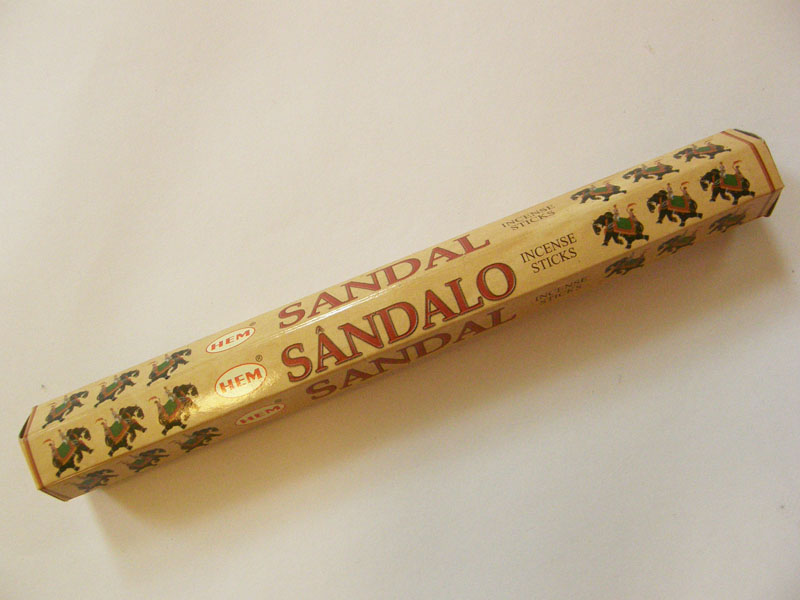 HEM
SANDAL
INCENSE
STICKS
HEM®
SÂNDALO
INCENSE
STICKS
HEM
SANDAL
INCENSE
STICKS